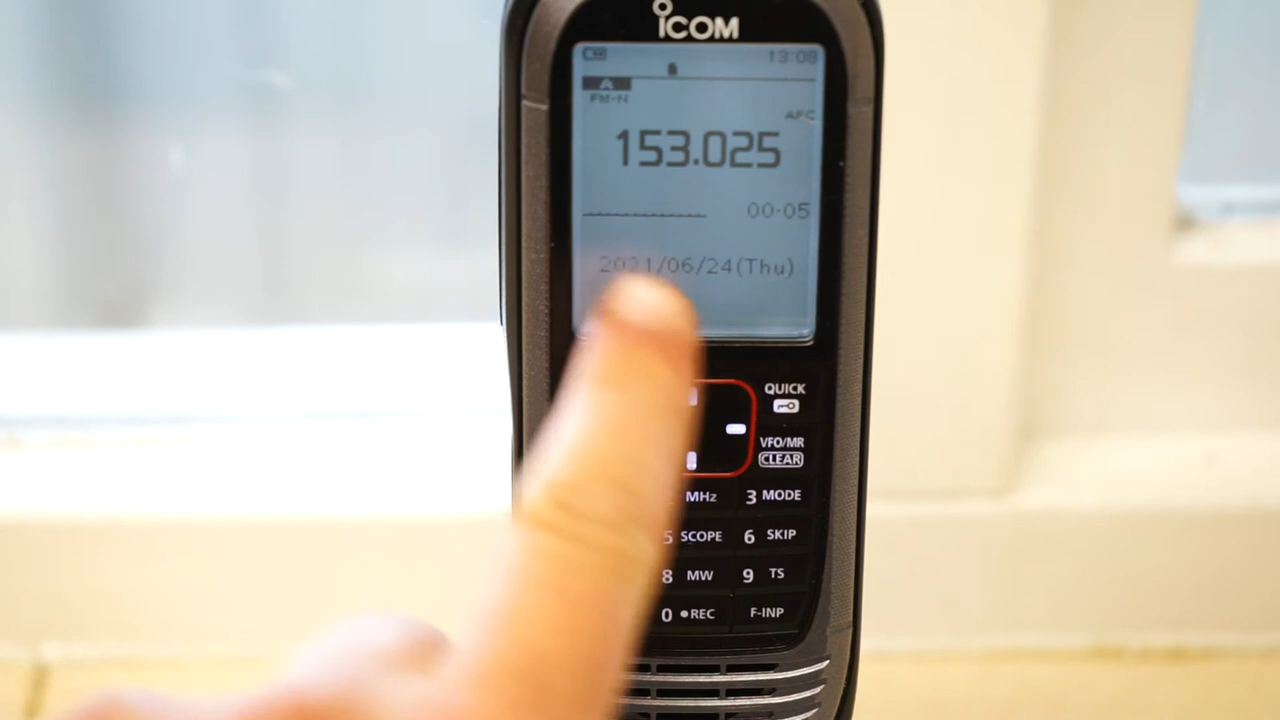 iCOM
13:08
A
FM-N
AFC
153.025
00-05
2021/06/24(Thu)
QUICK
VFO/MR
CLEAR
MHz 3 MODE
5 SCOPE 6 SKIP
8 MW 9 TS
0 •REC F-INP